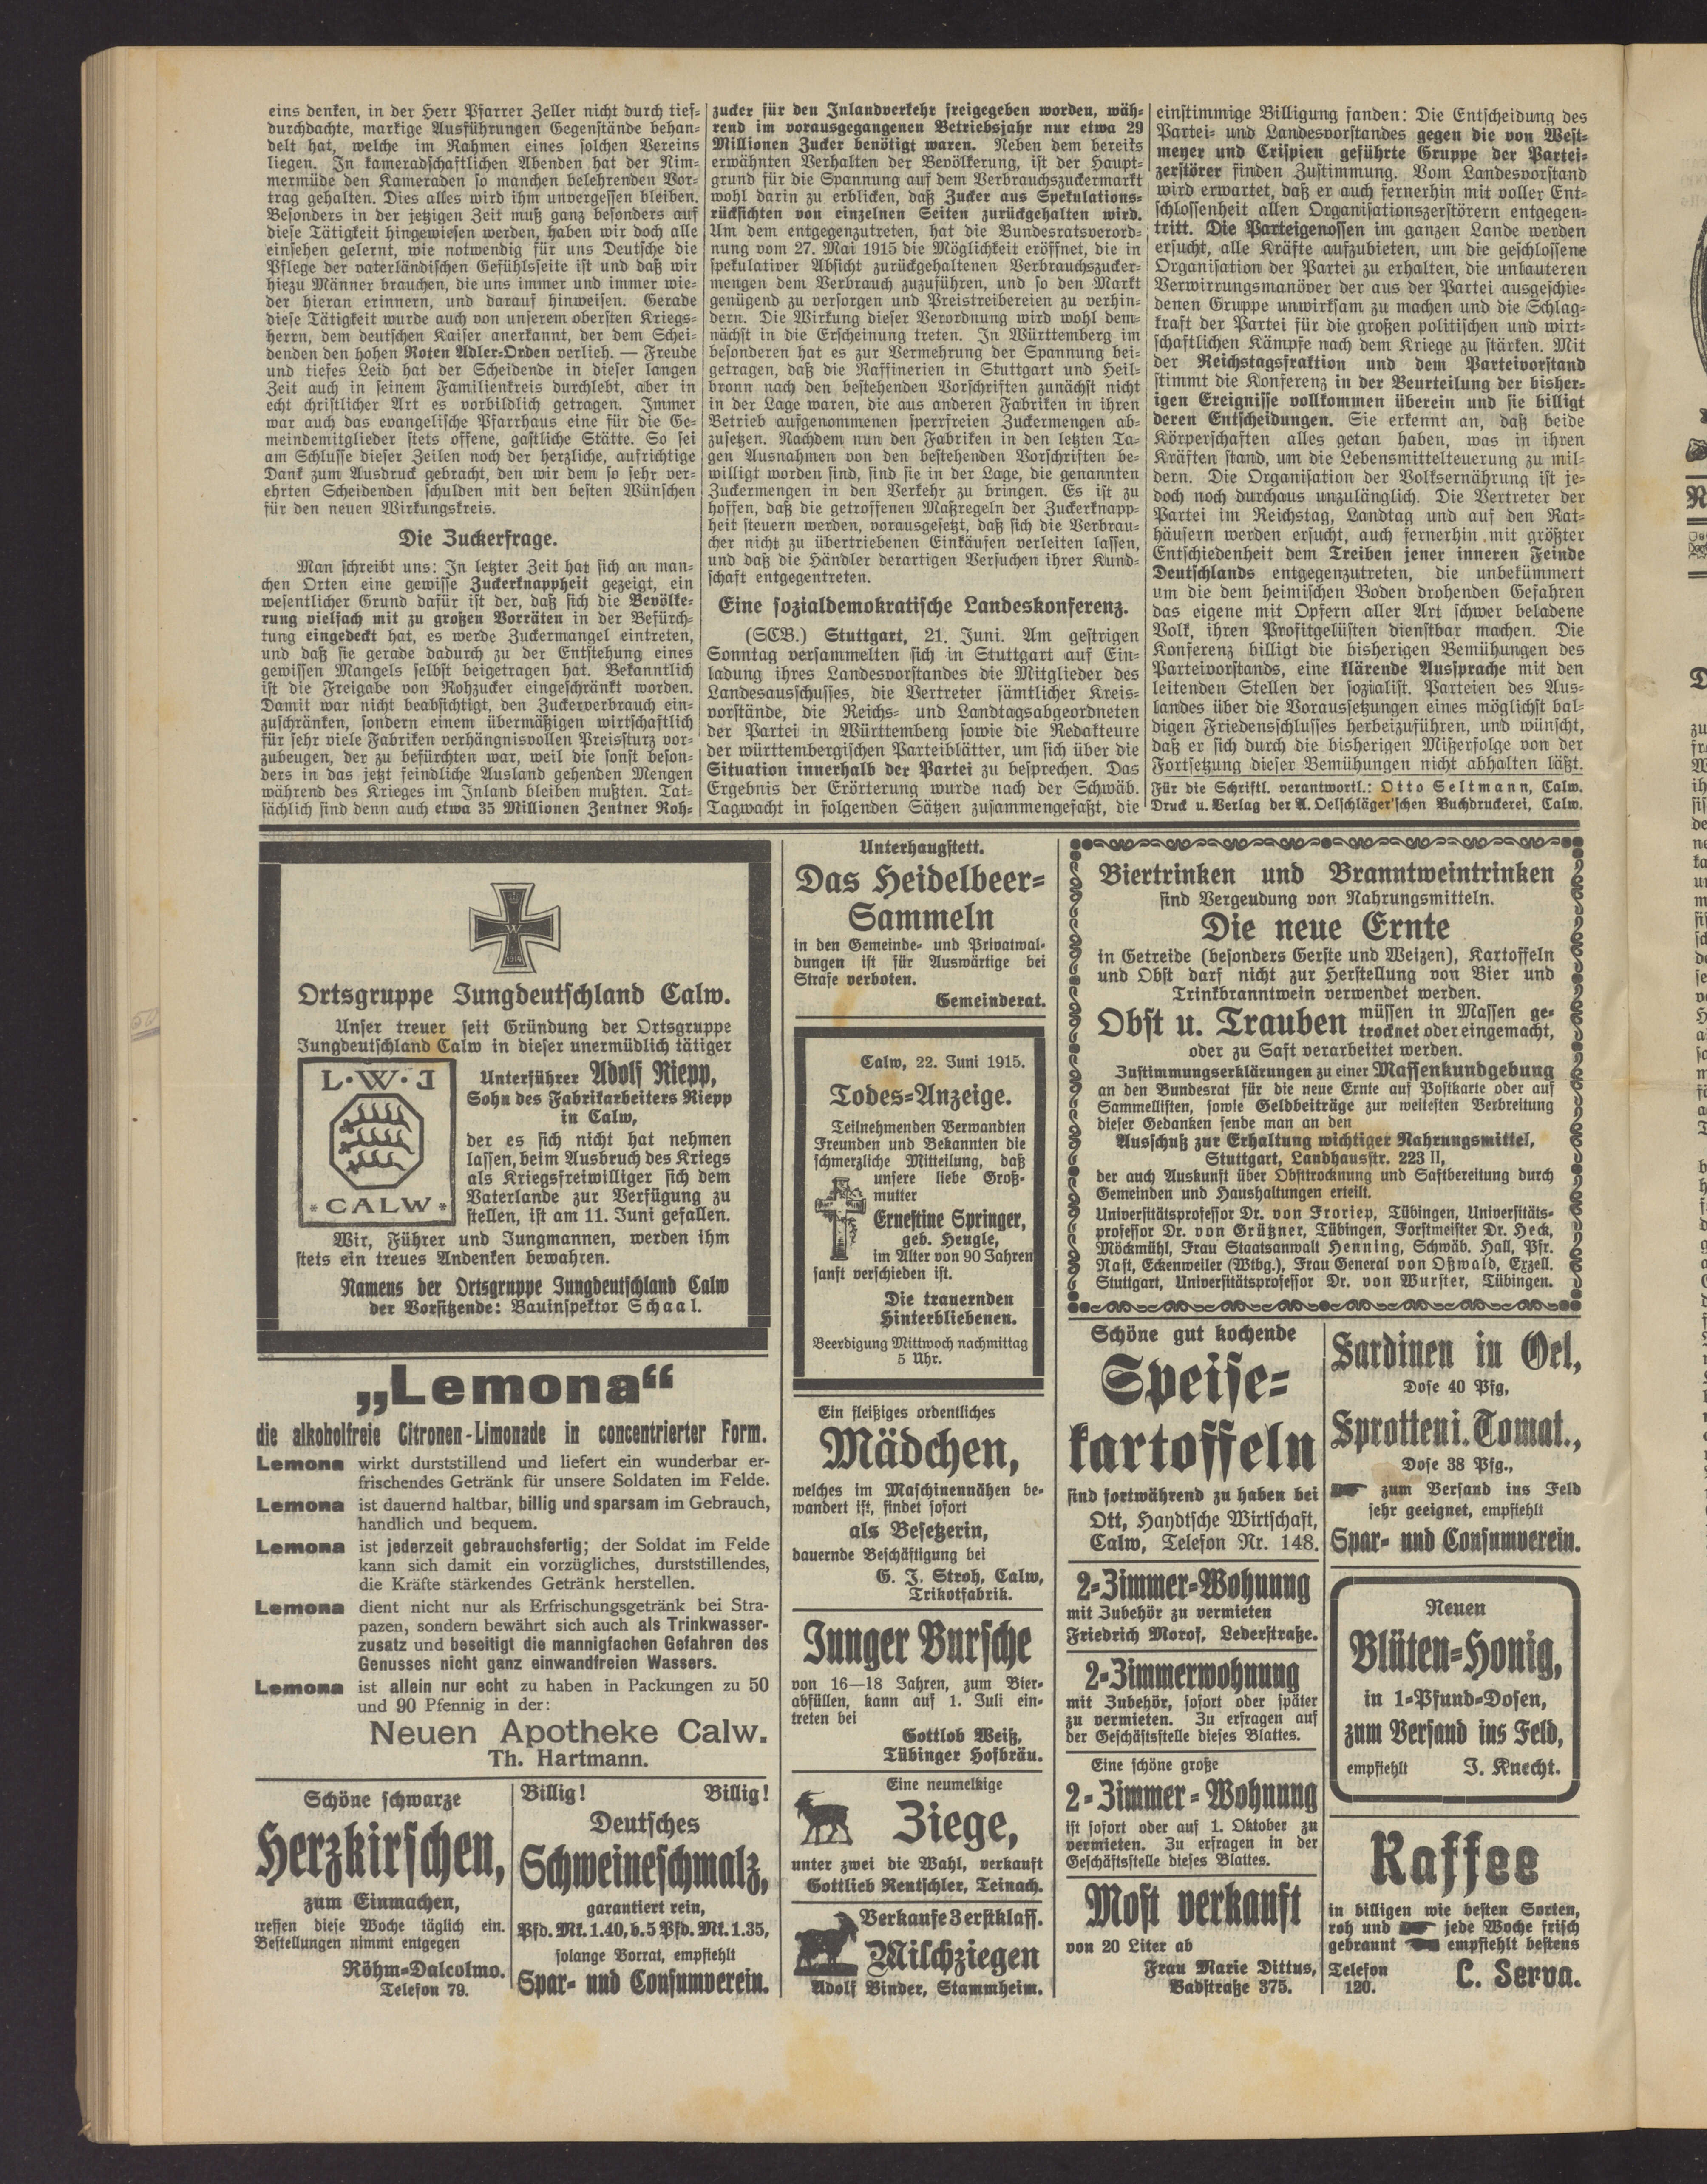 eins denken, in der Herr Pfarrer Zeller nicht durch tief-
durchdachte, markige Ausführungen Gegenstände behan-
delt hat, welche im Rahmen eines solchen Vereins
liegen. In kameradschaftlichen Abenden hat der Nim-
mermüde den Kameraden so manchen belehrenden Vor-
trag gehalten. Dies alles wird ihm unvergessen bleiben.
Besonders in der jetzigen Zeit muß ganz besonders auf
diese Tätigkeit hingewiesen werden, haben wir doch alle
einsehen gelernt, wie notwendig für uns Deutsche die
Pflege der vaterländischen Gefühlsseite ist und daß wir
hiezu Männer brauchen, die uns immer und immer wie-
der hieran erinnern, und darauf hinweisen. Gerade
diese Tätigkeit wurde auch von unserem obersten Kriegs-
herrn, dem deutschen Kaiser anerkannt, der dem Schei-
denden den hohen Roten Adler-Orden verlieh. — Freude
und tiefes Leid hat der Scheidende in dieser langen
Zeit auch in seinem Familienkreis durchlebt, aber in
echt christlicher Art es vorbildlich getragen. Immer
war auch das evangelische Pfarrhaus eine für die Ge-
meindemitglieder stets offene, gastliche Stätte. So sei
am Schlusse dieser Zeilen noch der herzliche, aufrichtige
Dank zum Ausdruck gebracht, den wir dem so sehr ver-
ehrten Scheidenden schulden mit den besten Wünschen
für den neuen Wirkungskreis.
Die Zuckerfrage.
Man schreibt uns: In letzter Zeit hat sich an man-
chen Orten eine gewisse Zuckerknappheit gezeigt, ein
wesentlicher Grund dafür ist der, daß sich die Bevölke-
rung vielfach mit zu großen Vorräten in der Befürch-
tung eingedeckt hat, es werde Zuckermangel eintreten,
und daß sie gerade dadurch zu der Entstehung eines
gewissen Mangels selbst beigetragen hat. Bekanntlich
ist die Freigabe von Rohzucker eingeschränkt worden.
Damit war nicht beabsichtigt, den Zuckerverbrauch ein-
zuschränken, sondern einem übermäßigen wirtschaftlich
für sehr viele Fabriken verhängnisvollen Preissturz vor-
zubeugen, der zu befürchten war, weil die sonst beson-
ders in das jetzt feindliche Ausland gehenden Mengen
während des Krieges im Inland bleiben mußten. Tat-
sächlich sind denn auch etwa 35 Millionen Zentner Roh-
zucker für den Inlandverkehr freigegeben worden, wäh-
rend im vorausgegangenen Betriebsjahr nur etwa 29
Millionen Zucker benötigt waren. Neben dem bereits
erwähnten Verhalten der Bevölkerung, ist der Haupt-
grund für die Spannung auf dem Verbrauchszuckermarkt
wohl darin zu erblicken, daß Zucker aus Spekulations-
rücksichten von einzelnen Seiten zurückgehalten wird.
Um dem entgegenzutreten, hat die Bundesratsverord-
nung vom 27. Mai 1915 die Möglichkeit eröffnet, die in
spekulativer Absicht zurückgehaltenen Verbrauchszucker-
mengen dem Verbrauch zuzuführen, und so den Markt
genügend zu versorgen und Preistreibereien zu verhin-
dern. Die Wirkung dieser Verordnung wird wohl dem-
nächst in die Erscheinung treten. In Württemberg im
besonderen hat es zur Vermehrung der Spannung bei-
getragen, daß die Raffinerien in Stuttgart und Heil-
bronn nach den bestehenden Vorschriften zunächst nicht
in der Lage waren, die aus anderen Fabriken in ihren
Betrieb aufgenommenen sperrfreien Zuckermengen ab-
zusetzen. Nachdem nun den Fabriken in den letzten Ta-
gen Ausnahmen von den bestehenden Vorschriften be-
willigt worden sind, sind sie in der Lage, die genannten
Zuckermengen in den Verkehr zu bringen. Es ist zu
hoffen, daß die getroffenen Maßregeln der Zuckerknapp-
heit steuern werden, vorausgesetzt, daß sich die Verbrau-
cher nicht zu übertriebenen Einkäufen verleiten lassen,
und daß die Händler derartigen Versuchen ihrer Kund-
schaft entgegentreten.
Eine sozialdemokratische Landeskonferenz.
(SCB.) Stuttgart, 21. Juni. Am gestrigen
Sonntag versammelten sich in Stuttgart auf Ein-
ladung ihres Landesvorstandes die Mitglieder des
Landesausschusses, die Vertreter sämtlicher Kreis-
vorstände, die Reichs- und Landtagsabgeordneten
der Partei in Württemberg sowie die Redakteure
der württembergischen Parteiblätter, um sich über die
Situation innerhalb der Partei zu besprechen. Das
Ergebnis der Erörterung wurde nach der Schwäb.
Tagwacht in folgenden Sätzen zusammengefaßt, die
einstimmige Billigung fanden: Die Entscheidung des
Partei- und Landesvorstandes gegen die von West-
meyer und Crispien geführte Gruppe der Partei-
zerstörer finden Zustimmung. Vom Landesvorstand
wird erwartet, daß er auch fernerhin mit voller Ent-
schlossenheit allen Organisationszerstörern entgegen-
tritt. Die Parteigenossen im ganzen Lande werden
ersucht, alle Kräfte aufzubieten, um die geschlossene
Organisation der Partei zu erhalten, die unlauteren
Verwirrungsmanöver der aus der Partei ausgeschie-
denen Gruppe unwirksam zu machen und die Schlag-
kraft der Partei für die großen politischen und wirt-
schaftlichen Kämpfe nach dem Kriege zu stärken. Mit
der Reichstagsfraktion und dem Parteivorstand
stimmt die Konferenz in der Beurteilung der bisher-
igen Ereignisse vollkommen überein und sie billigt
deren Entscheidungen. Sie erkennt an, daß beide
Körperschaften alles getan haben, was in ihren
Kräften stand, um die Lebensmittelteuerung zu mil-
dern. Die Organisation der Volksernährung ist je-
doch noch durchaus unzulänglich. Die Vertreter der
Partei im Reichstag, Landtag und auf den Rat-
häusern werden ersucht, auch fernerhin mit größter
Entschiedenheit dem Treiben jener inneren Feinde
Deutschlands entgegenzutreten, die unbekümmert
um die dem heimischen Boden drohenden Gefahren
das eigene mit Opfern aller Art schwer beladene
Volk, ihren Profitgelüsten dienstbar machen. Die
Konferenz billigt die bisherigen Bemühungen des
Parteivorstands, eine klärende Aussprache mit den
leitenden Stellen der sozialist. Parteien des Aus-
landes über die Voraussetzungen eines möglichst bal-
digen Friedensschlusses herbeizuführen, und wünscht,
daß er sich durch die bisherigen Mißerfolge von der
Fortsetzung dieser Bemühungen nicht abhalten läßt.
Für die Schriftl. verantwortl.: Otto Seltmann, Calw.
Druck u. Verlag der A. Oelschläger'schen Buchdruckerei, Calw.
W
1914
Ortsgruppe Jungdeutschland Calw.
Unser treuer seit Gründung der Ortsgruppe
Jungdeutschland Calw in dieser unermüdlich tätiger
L·W·J
CALW
Unterführer Adolf Riepp,
Sohn des Fabrikarbeiters Riepp
in Calw,
der es sich nicht hat nehmen
lassen, beim Ausbruch des Kriegs
als Kriegsfreiwilliger sich dem
Vaterlande zur Verfügung zu
stellen, ist am 11. Juni gefallen.
Wir, Führer und Jungmannen, werden ihm
stets ein treues Andenken bewahren.
Namens der Ortsgruppe Jungdeutschland Calw
der Vorsitzende: Bauinspektor Schaal.
„Lemona“
die alkoholfreie Citronen-Limonade in concentrierter Form.
Lemona wirkt durststillend und liefert ein wunderbar er-
frischendes Getränk für unsere Soldaten im Felde.
Lemona ist dauernd haltbar, billig und sparsam im Gebrauch,
handlich und bequem.
Lemona ist jederzeit gebrauchsfertig; der Soldat im Felde
kann sich damit ein vorzügliches, durststillendes,
die Kräfte stärkendes Getränk herstellen.
Lemona dient nicht nur als Erfrischungsgetränk bei Stra-
pazen, sondern bewährt sich auch als Trinkwasser-
zusatz und beseitigt die mannigfachen Gefahren des
Genusses nicht ganz einwandfreien Wassers.
Lemona ist allein nur echt zu haben in Packungen zu 50
und 90 Pfennig in der:
Neuen Apotheke Calw.
Th. Hartmann.
Schöne schwarze
Herzkirschen,
zum Einmachen,
treffen diese Woche täglich ein.
Bestellungen nimmt entgegen
Röhm-Dalcolmo.
Telefon 79.
Billig! Billig!
Deutsches
Schweineschmalz,
garantiert rein,
Pfd. Mk. 1.40, b. 5 Pfd. Mk. 1.35,
solange Vorrat, empfiehlt
Spar- und Consumverein.
Unterhaugstett.
Das Heidelbeer-
Sammeln
in den Gemeinde- und Privatwal-
dungen ist für Auswärtige bei
Strafe verboten.
Gemeinderat.
Calw, 22. Juni 1915.
Todes-Anzeige.
Teilnehmenden Verwandten
Freunden und Bekannten die
schmerzliche Mitteilung, daß
unsere liebe Groß-
mutter
Ernestine Springer,
geb. Hengle,
im Alter von 90 Jahren
sanft verschieden ist.
Die trauernden
Hinterbliebenen.
Beerdigung Mittwoch nachmittag
5 Uhr.
Ein fleißiges ordentliches
Mädchen,
welches im Maschinennähen be-
wandert ist, findet sofort
als Besetzerin,
dauernde Beschäftigung bei
G. J. Stroh, Calw,
Trikotfabrik.
Junger Bursche
von 16—18 Jahren, zum Bier-
abfüllen, kann auf 1. Juli ein-
treten bei
Gottlob Weiß,
Tübinger Hofbräu.
Eine neumelkige
Ziege,
unter zwei die Wahl, verkauft
Gottlieb Rentschler, Teinach.
Verkaufe 3 erstklass.
Milchziegen
Adolf Binder, Stammheim.
Biertrinken und Branntweintrinken
sind Vergeudung von Nahrungsmitteln.
Die neue Ernte
in Getreide (besonders Gerste und Weizen), Kartoffeln
und Obst darf nicht zur Herstellung von Bier und
Trinkbranntwein verwendet werden.
Obst u. Trauben müssen in Massen ge-
trocknet oder eingemacht,
oder zu Saft verarbeitet werden.
Zustimmungserklärungen zu einer Massenkundgebung
an den Bundesrat für die neue Ernte auf Postkarte oder auf
Sammellisten, sowie Geldbeiträge zur weitesten Verbreitung
dieser Gedanken sende man an den
Ausschuß zur Erhaltung wichtiger Nahrungsmittel,
Stuttgart, Landhausstr. 223 II,
der auch Auskunft über Obsttrocknung und Saftbereitung durch
Gemeinden und Haushaltungen erteilt.
Universitätsprofessor Dr. von Froriep, Tübingen, Universitäts-
professor Dr. von Grützner, Tübingen, Forstmeister Dr. Heck,
Möckmühl, Frau Staatsanwalt Henning, Schwäb. Hall, Pfr.
Nast, Eckenweiler (Wtbg.), Frau General von Oßwald, Exzell.
Stuttgart, Universitätsprofessor Dr. von Wurster, Tübingen.
Schöne gut kochende
Speise-
kartoffeln
sind fortwährend zu haben bei
Ott, Haydtsche Wirtschaft,
Calw, Telefon Nr. 148.
2-Zimmer-Wohnung
mit Zubehör zu vermieten
Friedrich Morof, Lederstraße.
2-Zimmerwohnung
mit Zubehör, sofort oder später
zu vermieten. Zu erfragen auf
der Geschäftsstelle dieses Blattes.
Eine schöne große
2-Zimmer-Wohnung
ist sofort oder auf 1. Oktober zu
vermieten. Zu erfragen in der
Geschäftsstelle dieses Blattes.
Most verkauft
von 20 Liter ab
Frau Marie Dittus,
Badstraße 375.
Sardinen in Oel,
Dose 40 Pfg,
Sprotten i. Tomat.,
Dose 38 Pfg.,
zum Versand ins Feld
sehr geeignet, empfiehlt
Spar- und Consumverein.
Neuen
Blüten-Honig,
in 1-Pfund-Dosen,
zum Versand ins Feld,
empfiehlt J. Knecht.
Kaffee
in billigen wie besten Sorten,
roh und jede Woche frisch
gebrannt empfiehlt bestens
Telefon
120. C. Serva.